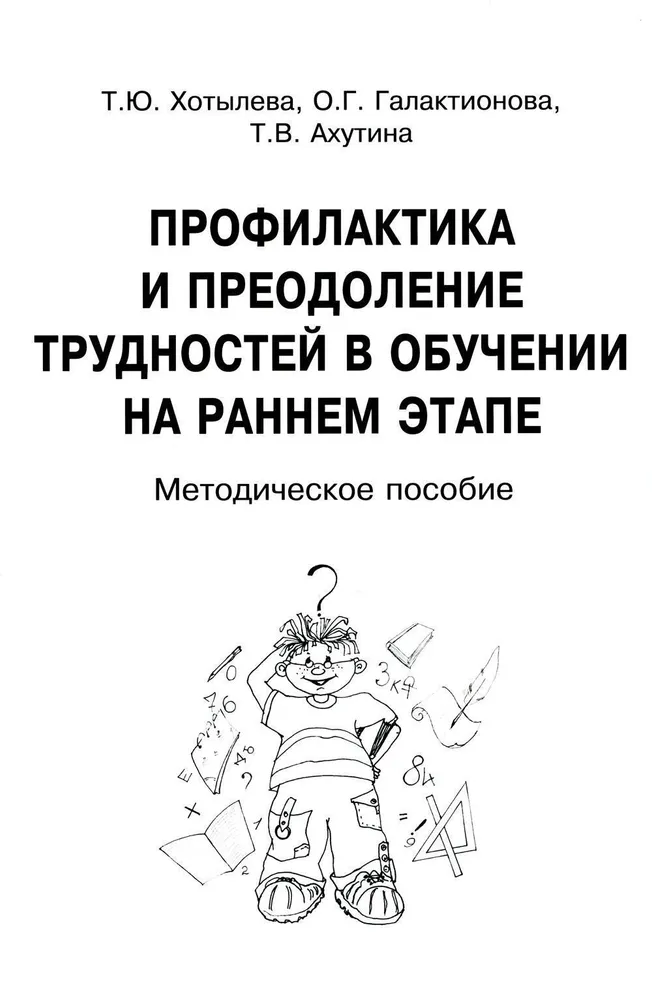 Т.Ю. Хотылева, О.Г. Галактионова,
Т.В. Ахутина
ПРОФИЛАКТИКА
И ПРЕОДОЛЕНИЕ
ТРУДНОСТЕЙ В ОБУЧЕНИИ
НА РАННЕМ ЭТАПЕ
Методическое пособие
?